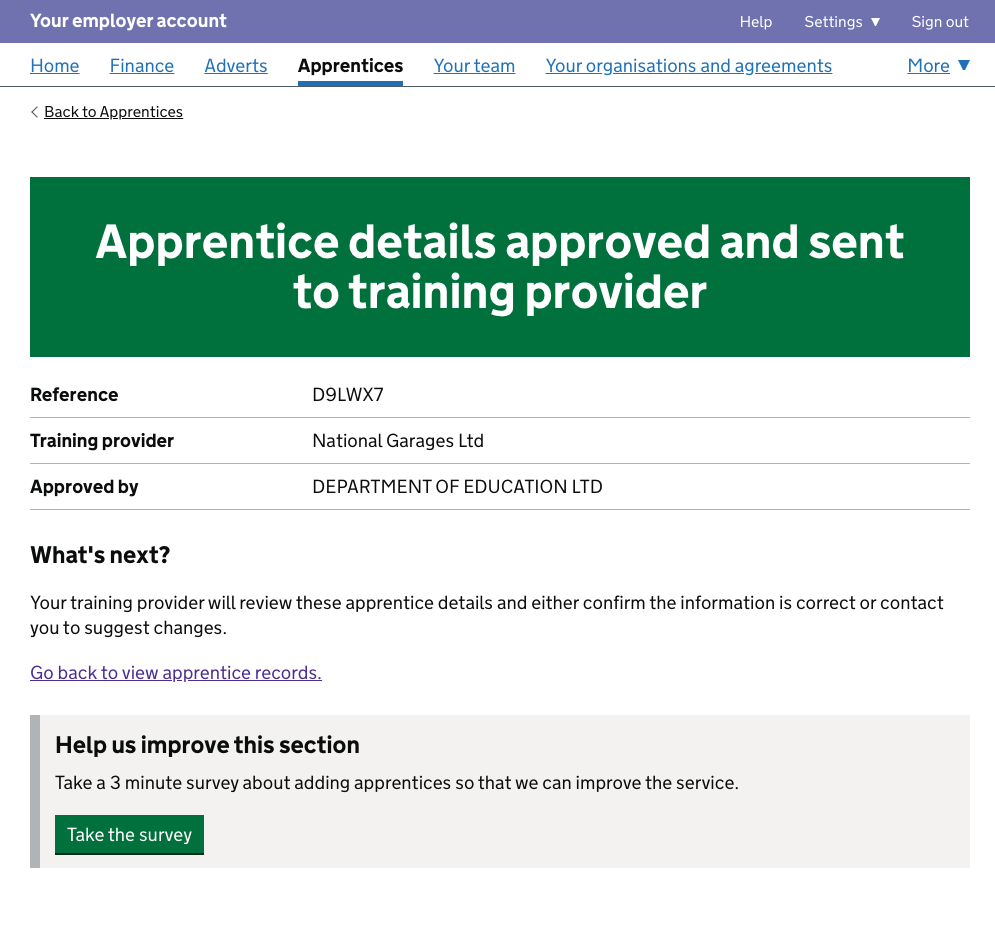 Your employer account Help Settings ▼ Sign out
Home Finance Adverts Apprentices Your team Your organisations and agreements More ▼
Back to Apprentices
Apprentice details approved and sent
to training provider
Reference D9LWX7
Training provider National Garages Ltd
Approved by DEPARTMENT OF EDUCATION LTD
What's next?
Your training provider will review these apprentice details and either confirm the information is correct or contact
you to suggest changes.
Go back to view apprentice records.
Help us improve this section
Take a 3 minute survey about adding apprentices so that we can improve the service.
Take the survey